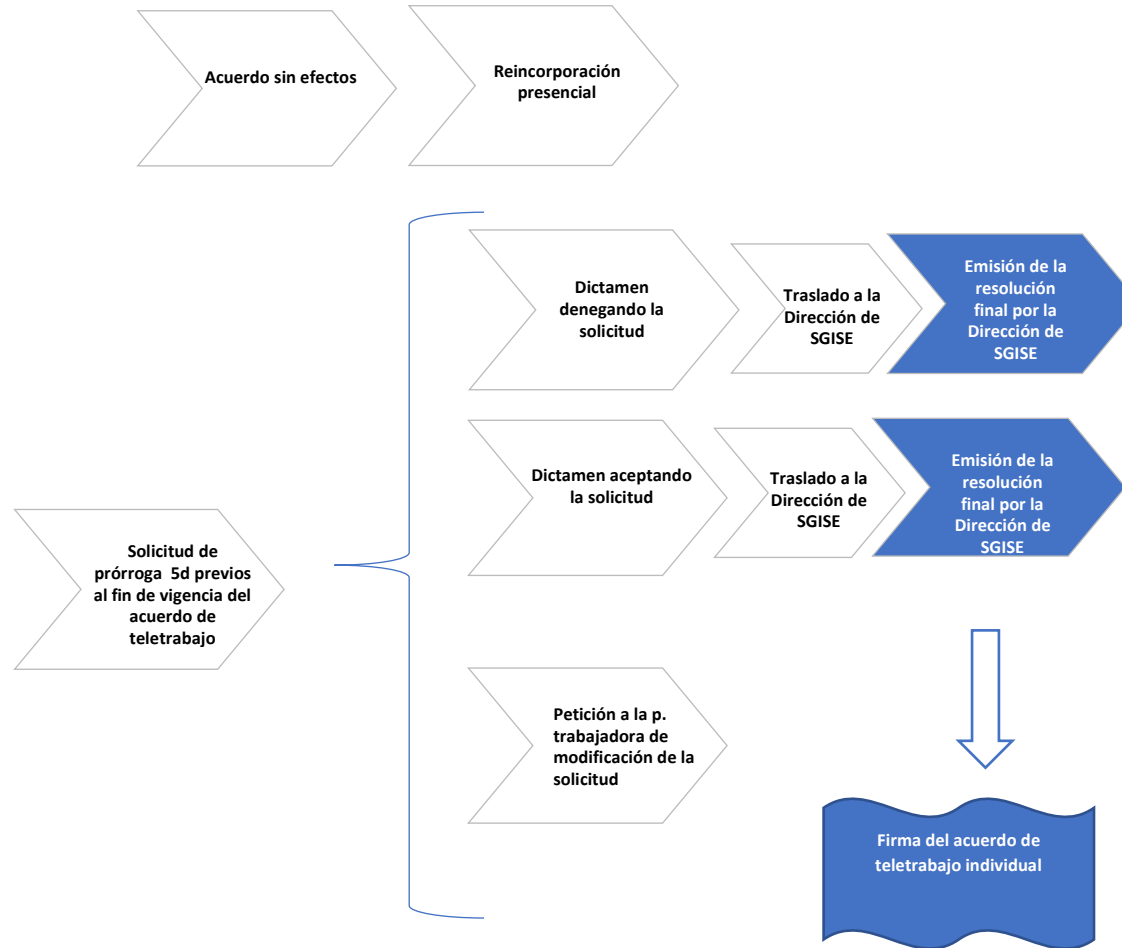 Acuerdo sin efectos
Reincorporación
presencial
Dictamen
denegando la
solicitud
Traslado a la
Dirección de
SGISE
Emisión de la
resolución
final por la
Dirección de
SGISE
Dictamen aceptando
la solicitud
Traslado a la
Dirección de
SGISE
Emisión de la
resolución
final por la
Dirección de
SGISE
Solicitud de
prórroga 5d previos
al fin de vigencia del
acuerdo de
teletrabajo
Petición a la p.
trabajadora de
modificación de la
solicitud
Firma del acuerdo de
teletrabajo individual